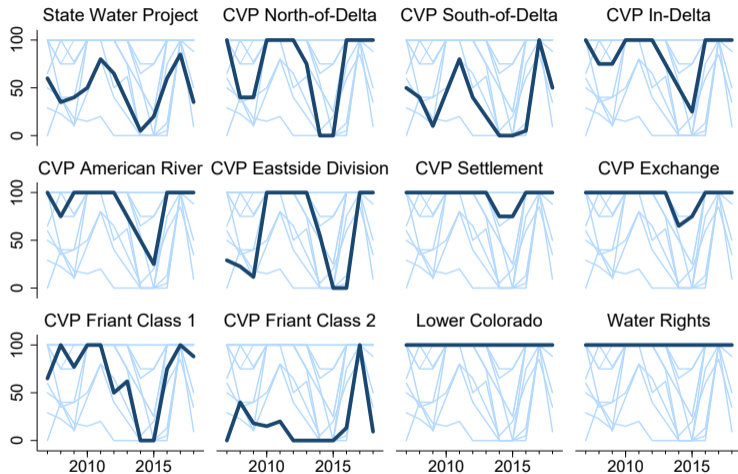 State Water Project CVP North-of-Delta CVP South-of-Delta CVP In-Delta
100
50
0
CVP American River CVP Eastside Division CVP Settlement CVP Exchange
100
50
0
CVP Friant Class 1 CVP Friant Class 2 Lower Colorado Water Rights
100
50
0
2010 2015 2010 2015 2010 2015 2010 2015